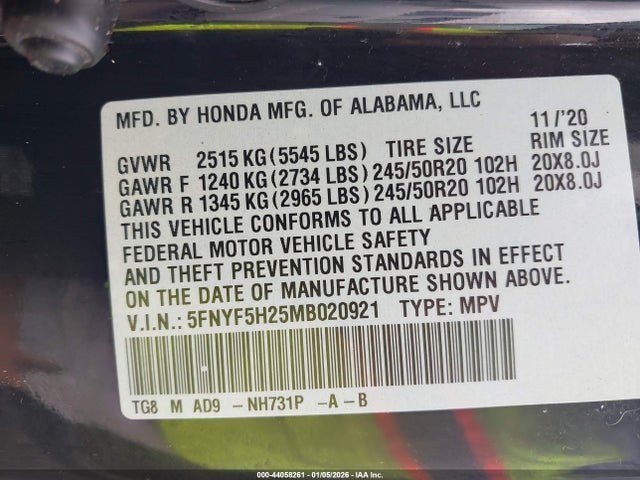 MFD. BY HONDA MFG. OF ALABAMA, LLC
11/'20
GVWR 2515 KG (5545 LBS) TIRE SIZE RIM SIZE
GAWR F 1240 KG (2734 LBS) 245/50R20 102H 20X8.0J
GAWR R 1345 KG (2965 LBS) 245/50R20 102H 20X8.0J
THIS VEHICLE CONFORMS TO ALL APPLICABLE
FEDERAL MOTOR VEHICLE SAFETY
AND THEFT PREVENTION STANDARDS IN EFFECT
ON THE DATE OF MANUFACTURE SHOWN ABOVE.
V.I.N.: 5FNYF5H25MB020921 TYPE: MPV
TG8 M AD9 -NH731P -A -B
000-44058261 - 01/05/2026 - IAA Inc.